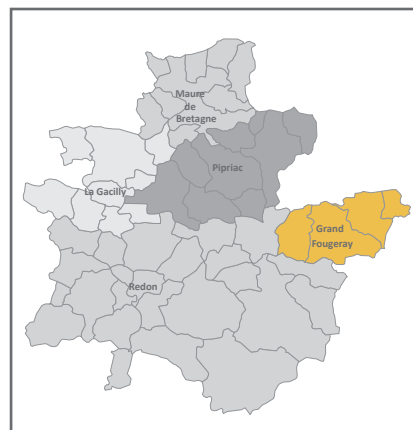 Maure
de
Bretagne
Pipriac
La Gacilly
Grand
Fougeray
Redon